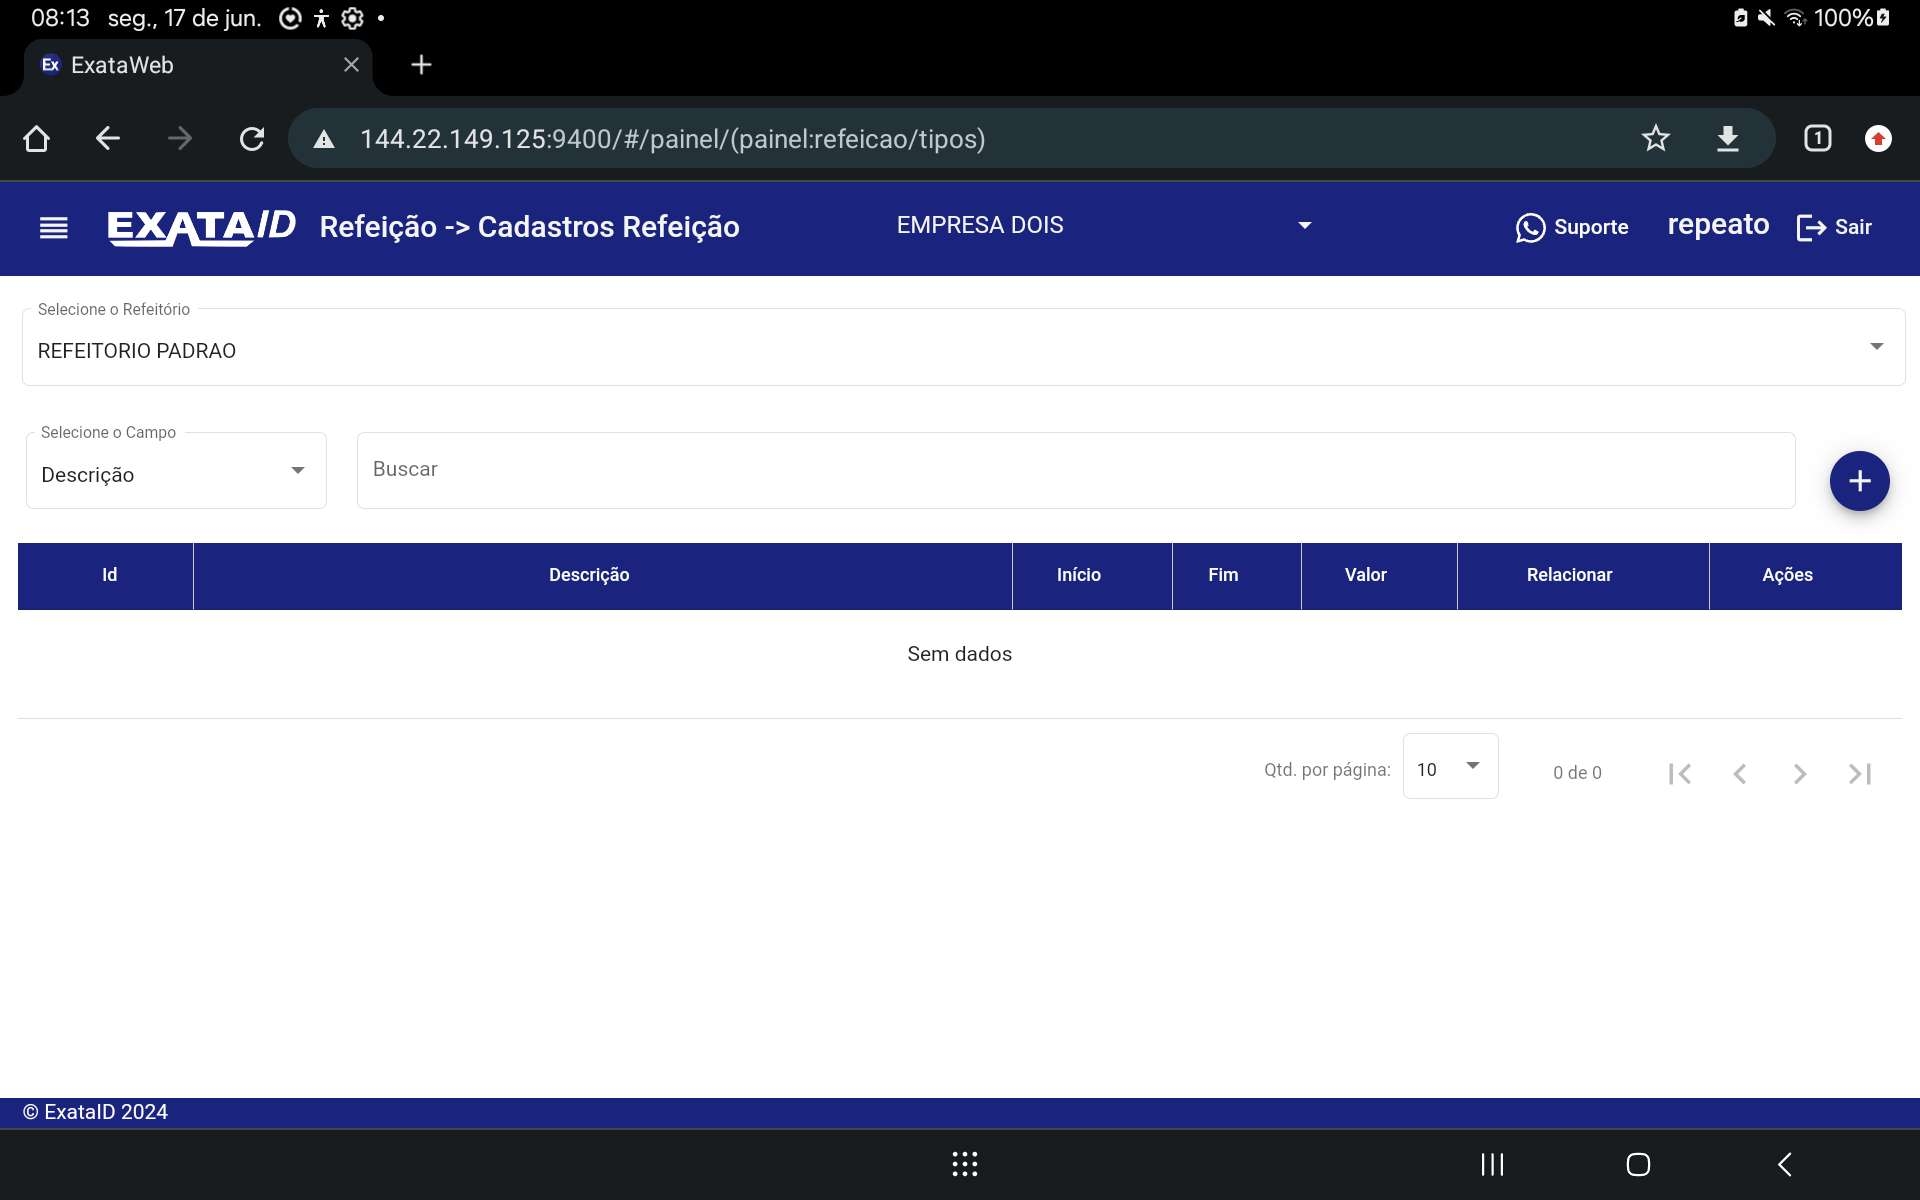 08:13 seg., 17 de jun. 100%
Ex ExataWeb
144.22.149.125:9400/#/painel/(painel:refeicao/tipos) 1
EXATAID Refeição -> Cadastros Refeição EMPRESA DOIS Suporte repeato Sair
Selecione o Refeitório
REFEITORIO PADRAO
Selecione o Campo
Descrição Buscar
Id Descrição Início Fim Valor Relacionar Ações
Sem dados
Qtd. por página: 10 0 de 0
© ExataID 2024